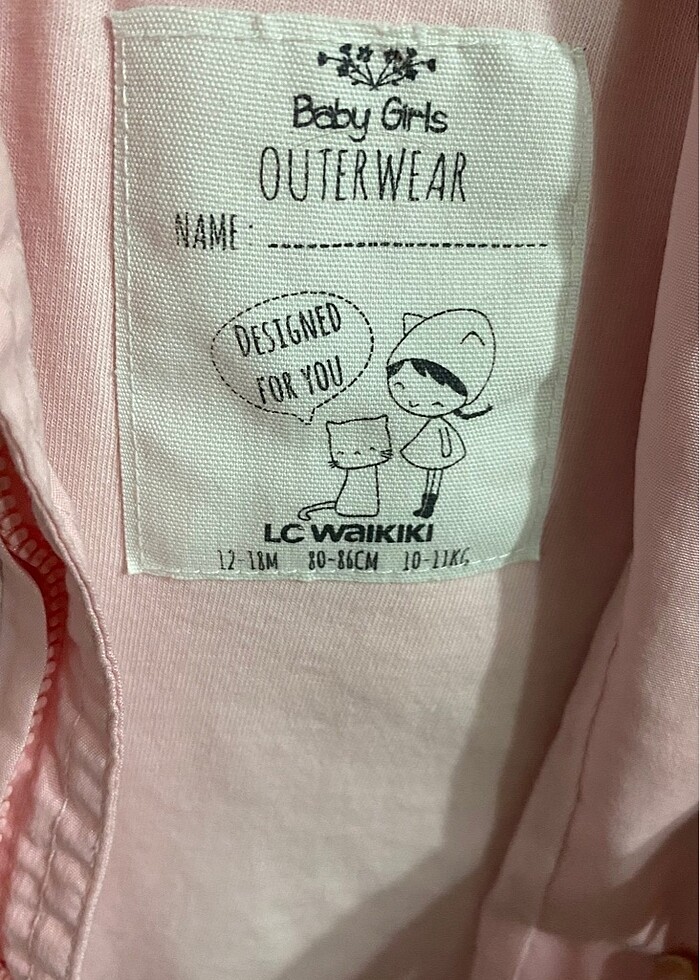 Baby Girls
OUTERWEAR
NAME: ------------------------------
DESIGNED
FOR YOU
LC WAIKIKI
12-18M 80-86CM 10-11KG